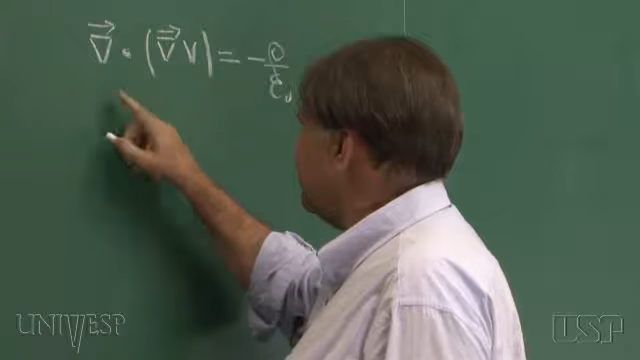 ∇⃗ · (∇⃗ V) = - ρ/ε₀
UNIVESP
USP